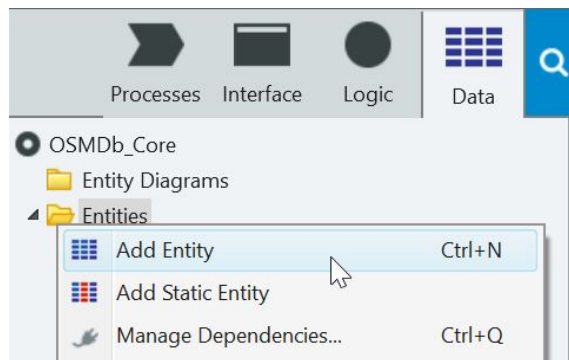 Processes Interface Logic Data
OSMDb_Core
Entity Diagrams
Entities
Add Entity Ctrl+N
Add Static Entity
Manage Dependencies... Ctrl+Q